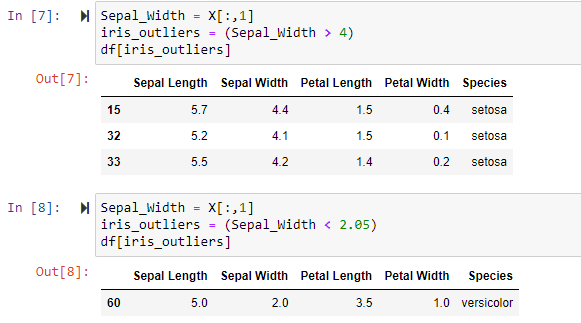 In [7]: Sepal_Width = X[:,1]
iris_outliers = (Sepal_Width > 4)
df[iris_outliers]
Out[7]:
Sepal Length Sepal Width Petal Length Petal Width Species
15 5.7 4.4 1.5 0.4 setosa
32 5.2 4.1 1.5 0.1 setosa
33 5.5 4.2 1.4 0.2 setosa
In [8]: Sepal_Width = X[:,1]
iris_outliers = (Sepal_Width < 2.05)
df[iris_outliers]
Out[8]:
Sepal Length Sepal Width Petal Length Petal Width Species
60 5.0 2.0 3.5 1.0 versicolor